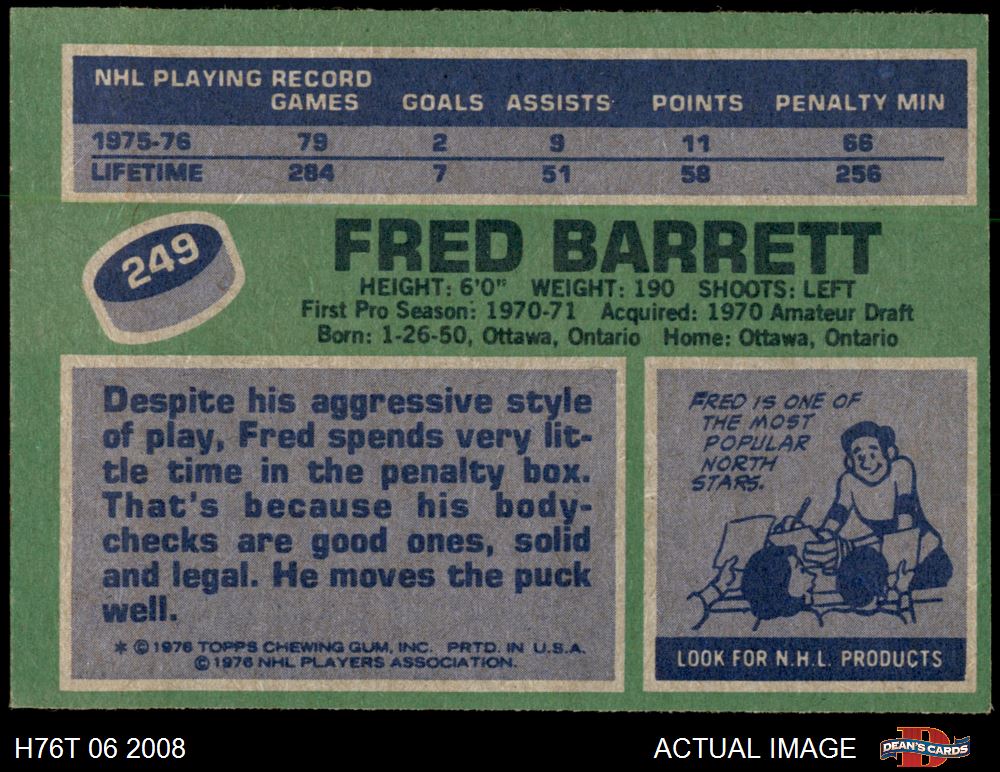 NHL PLAYING RECORD
GAMES GOALS ASSISTS POINTS PENALTY MIN
1975-76 79 2 9 11 66
LIFETIME 284 7 51 58 256
249
FRED BARRETT
HEIGHT: 6'0" WEIGHT: 190 SHOOTS: LEFT
First Pro Season: 1970-71 Acquired: 1970 Amateur Draft
Born: 1-26-50, Ottawa, Ontario Home: Ottawa, Ontario
Despite his aggressive style
of play, Fred spends very lit-
tle time in the penalty box.
That's because his body-
checks are good ones, solid
and legal. He moves the puck
well.
* © 1976 TOPPS CHEWING GUM, INC. PRTD. IN U.S.A.
© 1976 NHL PLAYERS ASSOCIATION.
FRED IS ONE OF
THE MOST
POPULAR
NORTH
STARS.
LOOK FOR N.H.L. PRODUCTS
H76T 06 2008
ACTUAL IMAGE
D
DEAN'S CARDS